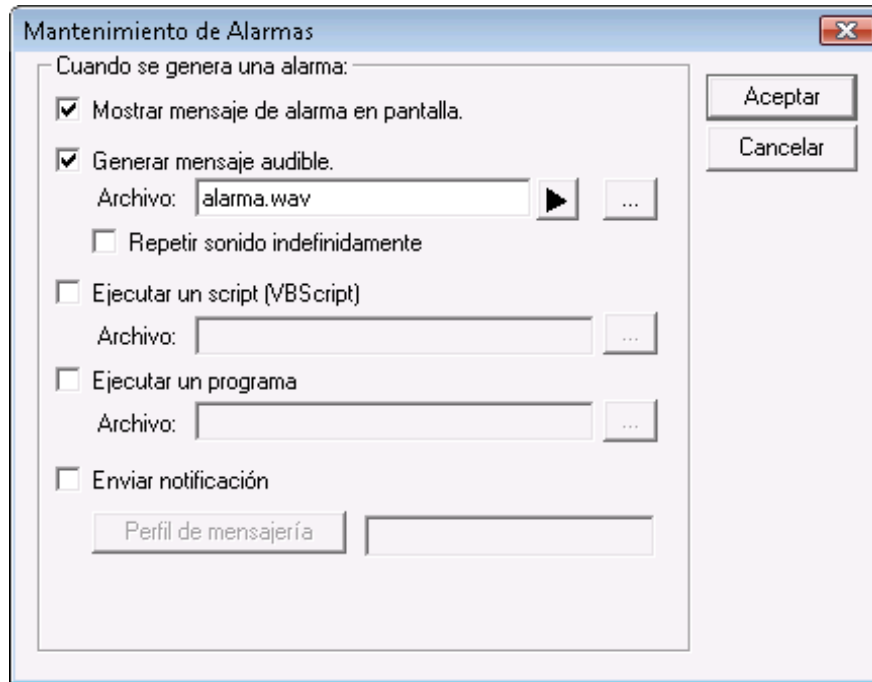 Mantenimiento de Alarmas
Cuando se genera una alarma:
Mostrar mensaje de alarma en pantalla.
Generar mensaje audible.
Archivo: alarma.wav ...
Repetir sonido indefinidamente
Ejecutar un script (VBScript)
Archivo: ...
Ejecutar un programa
Archivo: ...
Enviar notificación
Perfil de mensajería
Aceptar
Cancelar